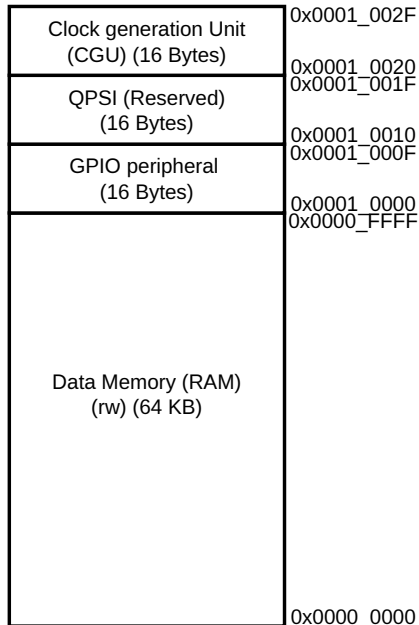 Clock generation Unit
(CGU) (16 Bytes)
0x0001_002F
0x0001_0020
QPSI (Reserved)
(16 Bytes)
0x0001_001F
0x0001_0010
GPIO peripheral
(16 Bytes)
0x0001_000F
0x0001_0000
Data Memory (RAM)
(rw) (64 KB)
0x0000_FFFF
0x0000_0000